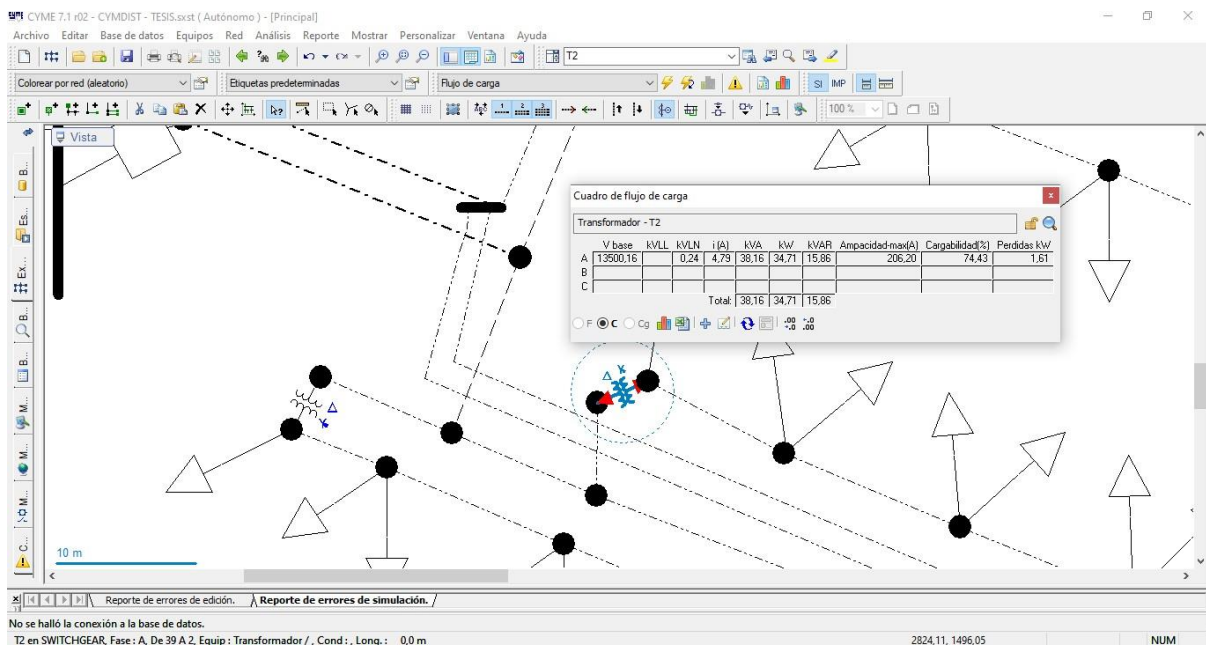 CYME 7.1 r02 - CYMDIST - TESIS.sxst ( Autónomo ) - [Principal]
Archivo Editar Base de datos Equipos Red Análisis Reporte Mostrar Personalizar Ventana Ayuda
T2
Colorear por red (aleatorio) Etiquetas predeterminadas Flujo de carga SI IMP
100 %
Vista
B...
Es...
Ex...
B...
B...
M...
M...
M...
C...
Cuadro de flujo de carga
Transformador - T2
V base kVLL kVLN i (A) kVA kW kVAR Ampacidad-max(A) Cargabilidad(%) Perdidas kW
A 13500,16 0,24 4,79 38,16 34,71 15,86 206,20 74,43 1,61
B
C
Total: 38,16 34,71 15,86
F C Cg
10 m
Reporte de errores de edición. Reporte de errores de simulación.
No se halló la conexión a la base de datos.
T2 en SWITCHGEAR, Fase : A, De 39 A 2, Equip : Transformador / , Cond : , Long. : 0,0 m 2824,11, 1496,05 NUM